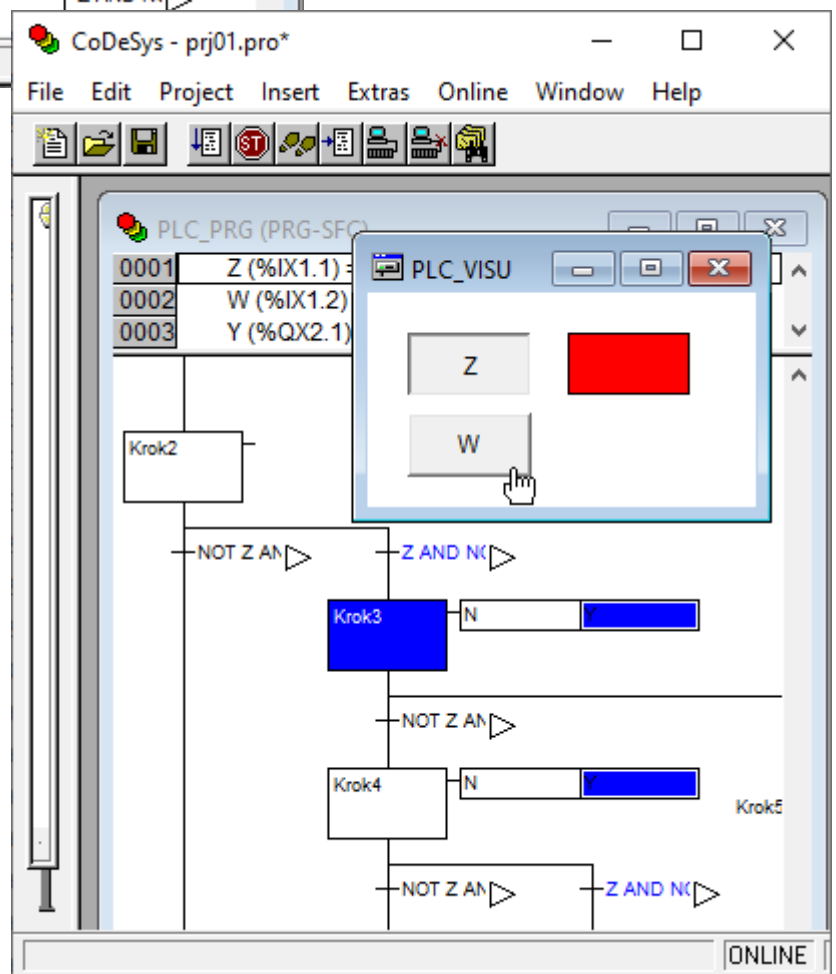 CoDeSys - prj01.pro*
File Edit Project Insert Extras Online Window Help
ST
PLC_PRG (PRG-SFC)
0001 Z (%IX1.1) =
0002 W (%IX1.2)
0003 Y (%QX2.1)
PLC_VISU
Z
W
Krok2
NOT Z AN Z AND N(
Krok3 N Y
NOT Z AN
Krok4 N Y
Krok5
NOT Z AN Z AND N(
ONLINE